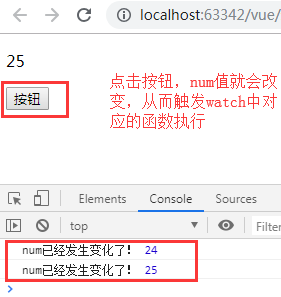 localhost:63342/vue/
25
按钮
点击按钮，num值就会改
变，从而触发watch中对
应的函数执行
Elements Console Sources
top Filter
num已经发生变化了！ 24
num已经发生变化了！ 25